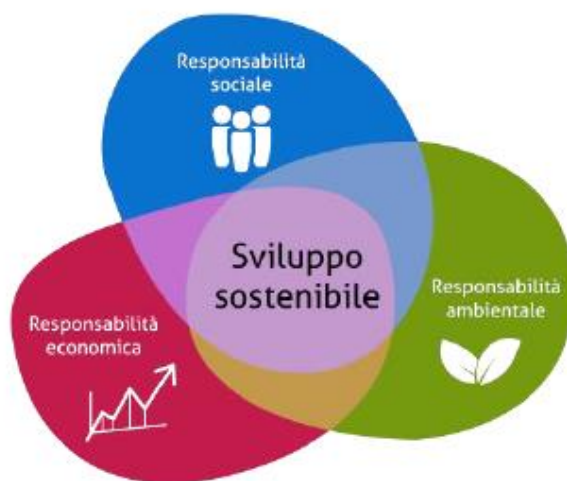 Responsabilità
sociale
Sviluppo
sostenibile
Responsabilità
ambientale
Responsabilità
economica